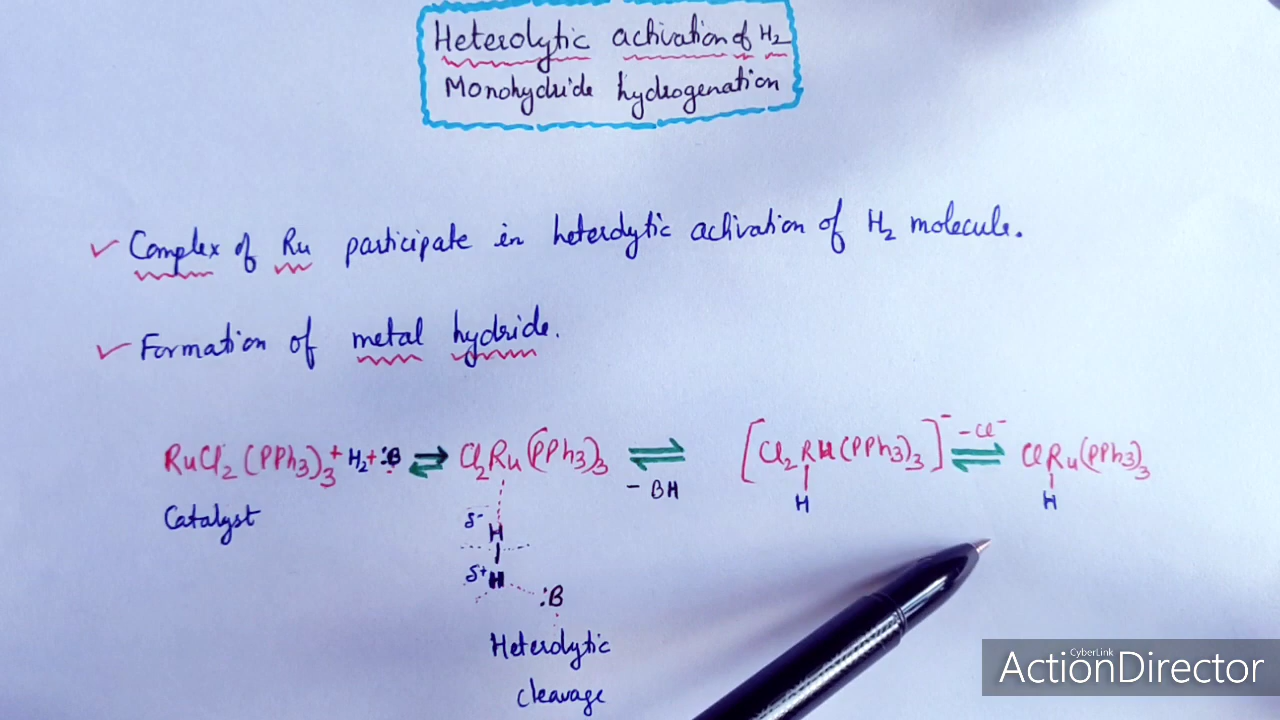 Heterolytic activation of H₂
Monohydride hydrogenation
✓ Complex of Ru participate in heterolytic activation of H₂ molecule.
✓ Formation of metal hydride.
RuCl₂(PPh₃)₃ + H₂ + :B ⇌ Cl₂Ru(PPh₃)₃ ⇌ [Cl₂Ru(PPh₃)₃]⁻ -Cl⁻ ⇌ ClRu(PPh₃)₃
- BH
H H
Catalyst
δ- H
δ+ H
:B
Heterolytic
cleavage
CyberLink
ActionDirector